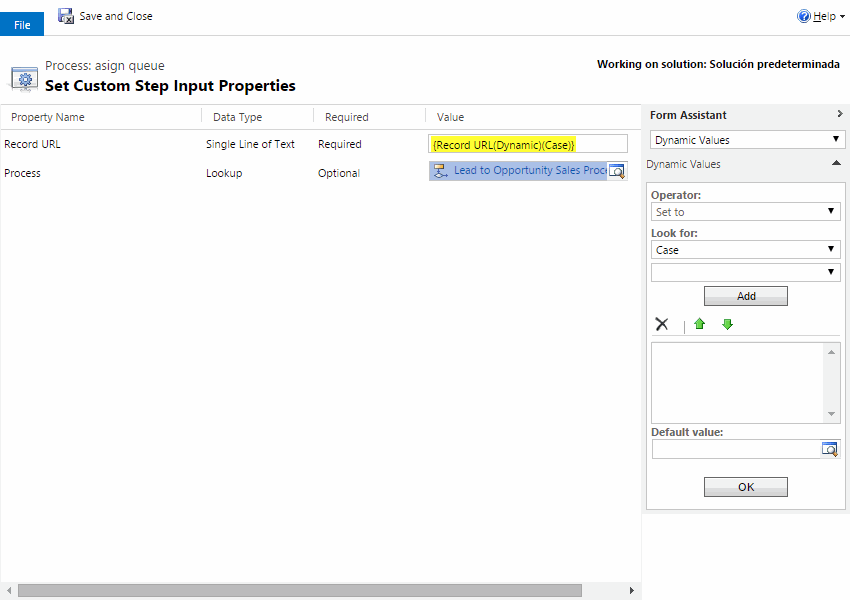 File
Save and Close
Help
Process: asign queue
Set Custom Step Input Properties
Working on solution: Solución predeterminada
Property Name Data Type Required Value
Record URL Single Line of Text Required {Record URL(Dynamic)(Case)}
Process Lookup Optional Lead to Opportunity Sales Proc
Form Assistant
Dynamic Values
Dynamic Values
Operator:
Set to
Look for:
Case
Add
Default value:
OK